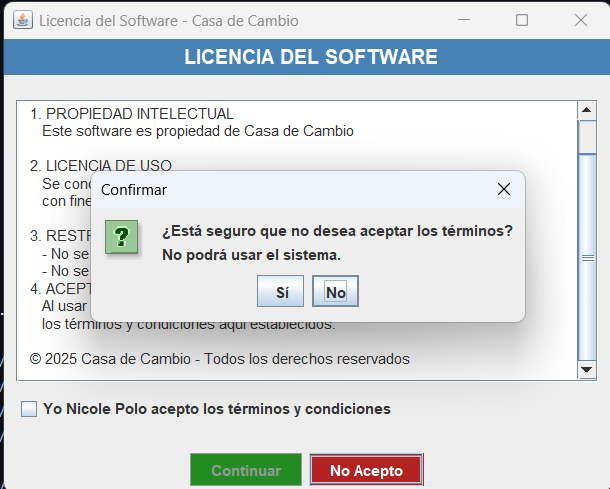 Licencia del Software - Casa de Cambio
LICENCIA DEL SOFTWARE
1. PROPIEDAD INTELECTUAL
Este software es propiedad de Casa de Cambio
2. LICENCIA DE USO
Se con
con fine
3. REST
- No se
- No se
4. ACEPT
Al usar
los términos y condiciones aquí establecidos.
© 2025 Casa de Cambio - Todos los derechos reservados
Confirmar
?
¿Está seguro que no desea aceptar los términos?
No podrá usar el sistema.
Sí No
Yo Nicole Polo acepto los términos y condiciones
Continuar No Acepto